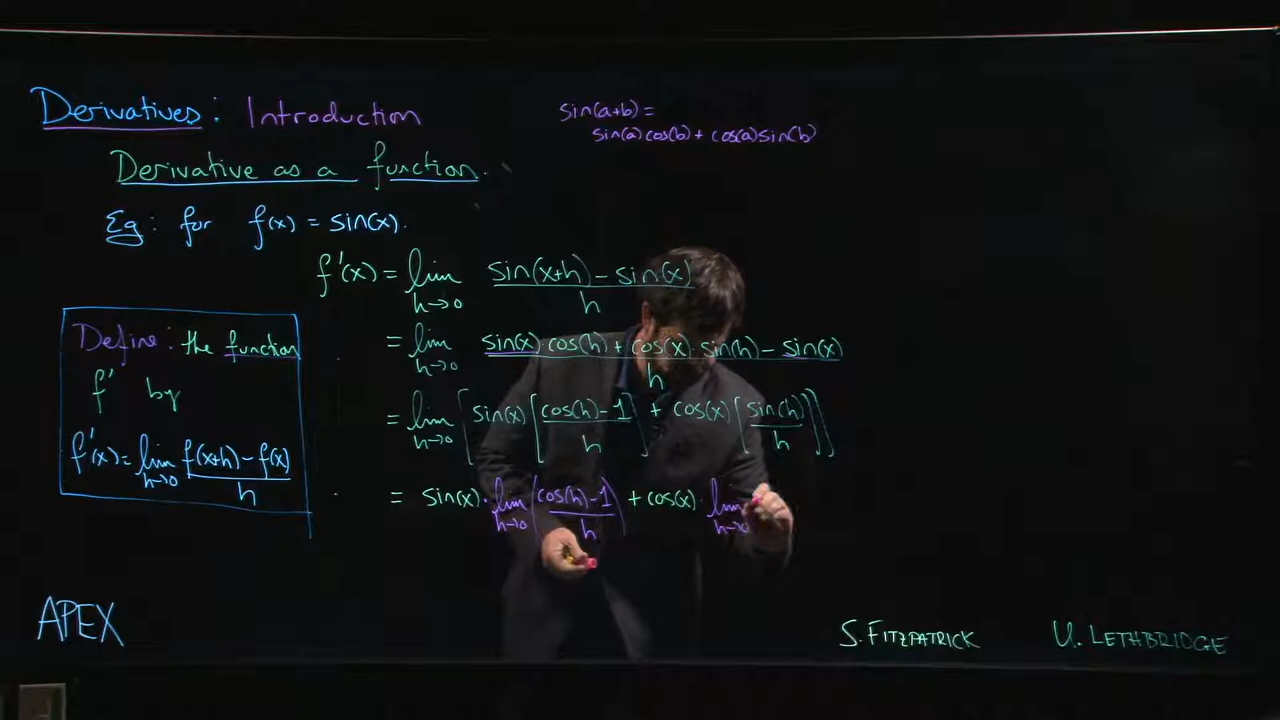 Derivatives: Introduction
sin(a+b) =
sin(a)cos(b) + cos(a)sin(b)
Derivative as a function.
Eg: for f(x) = sin(x).
f'(x) = lim h→0 sin(x+h) - sin(x) / h
= lim h→0 sin(x) cos(h) + cos(x)·sin(h) - sin(x) / h
= lim h→0 [sin(x) [cos(h)-1 / h] + cos(x) [sin(h) / h]]
= sin(x)· lim h→0 (cos(h)-1 / h) + cos(x)· lim h→0
Define: the function
f' by
f'(x) = lim h→0 f(x+h) - f(x) / h
APEX
S. FITZPATRICK
U. LETHBRIDGE